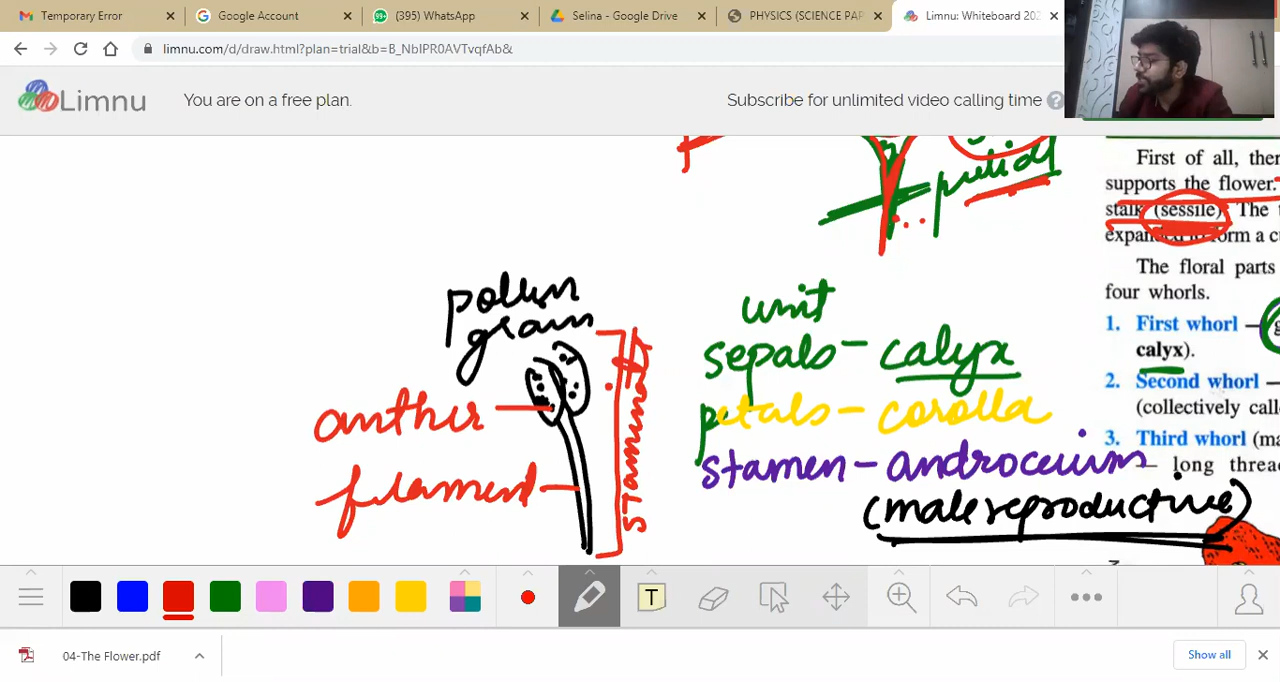 Temporary Error
Google Account
99+
(395) WhatsApp
Selina - Google Drive
PHYSICS (SCIENCE PAP
Limnu: Whiteboard 202
limnu.com/d/draw.html?plan=trial&b=B_NbIPR0AVTvqfAb&
Limnu
You are on a free plan.
Subscribe for unlimited video calling time
First of all, ther
supports the flower.
stalk (sessile). The
expanded to form a cu
The floral parts
four whorls.
1. First whorl —
calyx).
2. Second whorl —
(collectively calle
3. Third whorl (ma
— long thread
pollen
grain
anther
filament
unit
sepals - calyx
petals - corolla
stamen - androceuim
(male reproductive)
T
04-The Flower.pdf
Show all